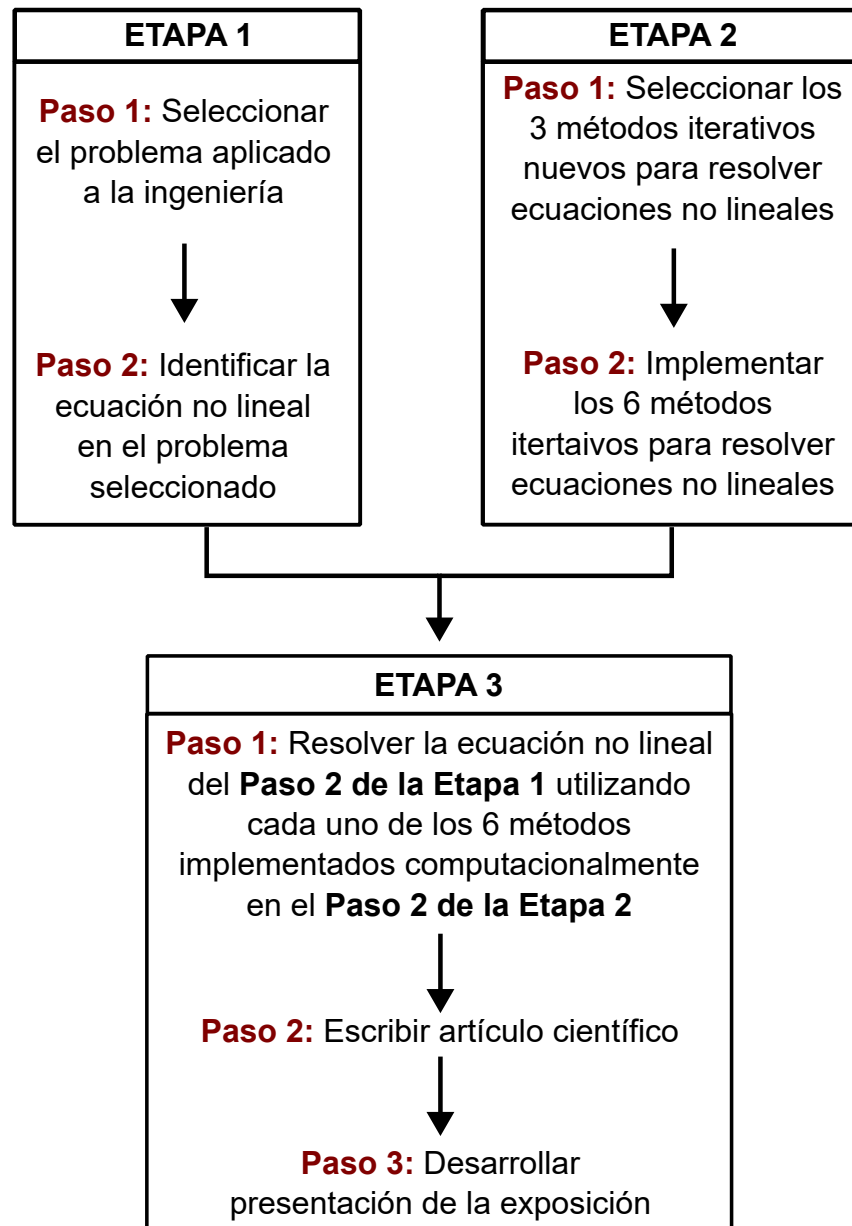 ETAPA 1
Paso 1: Seleccionar
el problema aplicado
a la ingeniería
Paso 2: Identificar la
ecuación no lineal
en el problema
seleccionado
ETAPA 2
Paso 1: Seleccionar los
3 métodos iterativos
nuevos para resolver
ecuaciones no lineales
Paso 2: Implementar
los 6 métodos
itertaivos para resolver
ecuaciones no lineales
ETAPA 3
Paso 1: Resolver la ecuación no lineal
del Paso 2 de la Etapa 1 utilizando
cada uno de los 6 métodos
implementados computacionalmente
en el Paso 2 de la Etapa 2
Paso 2: Escribir artículo científico
Paso 3: Desarrollar
presentación de la exposición